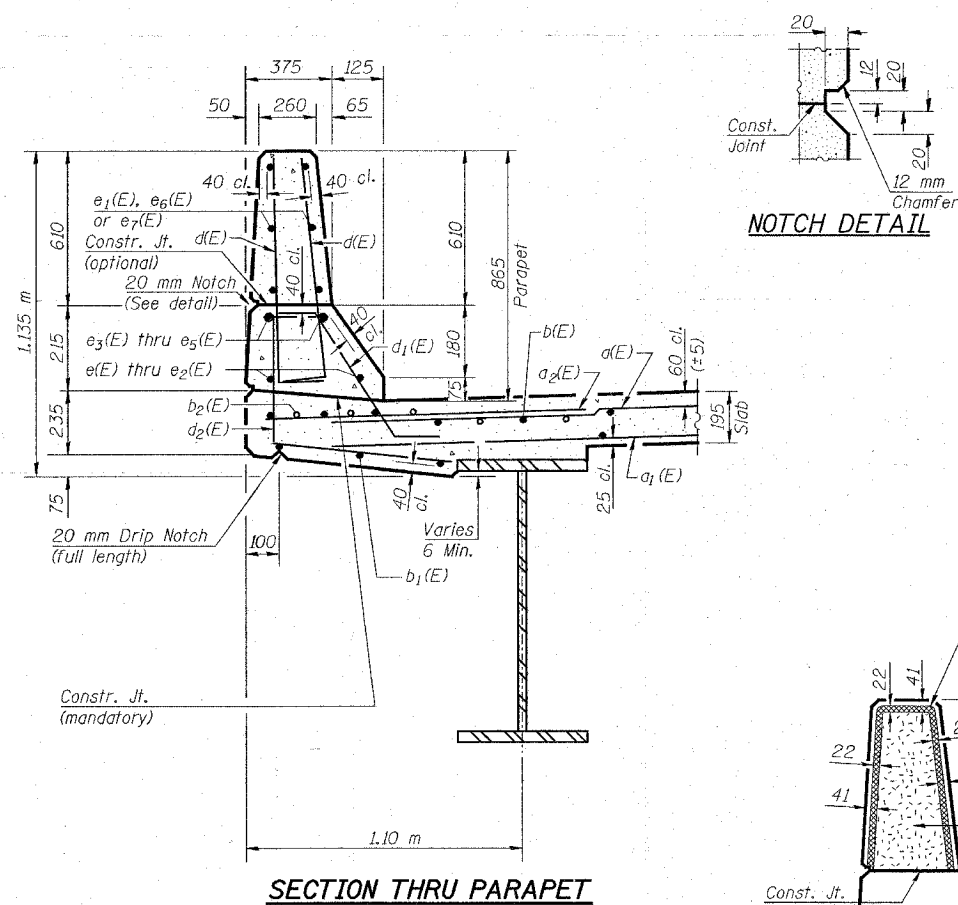 375
125
50
260
65
40 cl.
40 cl.
e₁(E), e₆(E)
or e₇(E)
Constr. Jt.
(optional)
d(E)
d(E)
20 mm Notch
(See detail)
40 cl.
40 cl.
e₃(E) thru e₅(E)
e(E) thru e₂(E)
d₁(E)
b(E)
a(E)
a₂(E)
b₂(E)
d₂(E)
610
1.135 m
215
235
75
610
180
75
865
Parapet
60 cl.
(±5)
195
Slab
a₁(E)
25 cl.
40 cl.
Varies
6 Min.
20 mm Drip Notch
(full length)
100
b₁(E)
Constr. Jt.
(mandatory)
1.10 m
SECTION THRU PARAPET
20
12
20
20
Const.
Joint
12 mm
Chamfer
NOTCH DETAIL
22
41
22
41
2
Const. Jt.